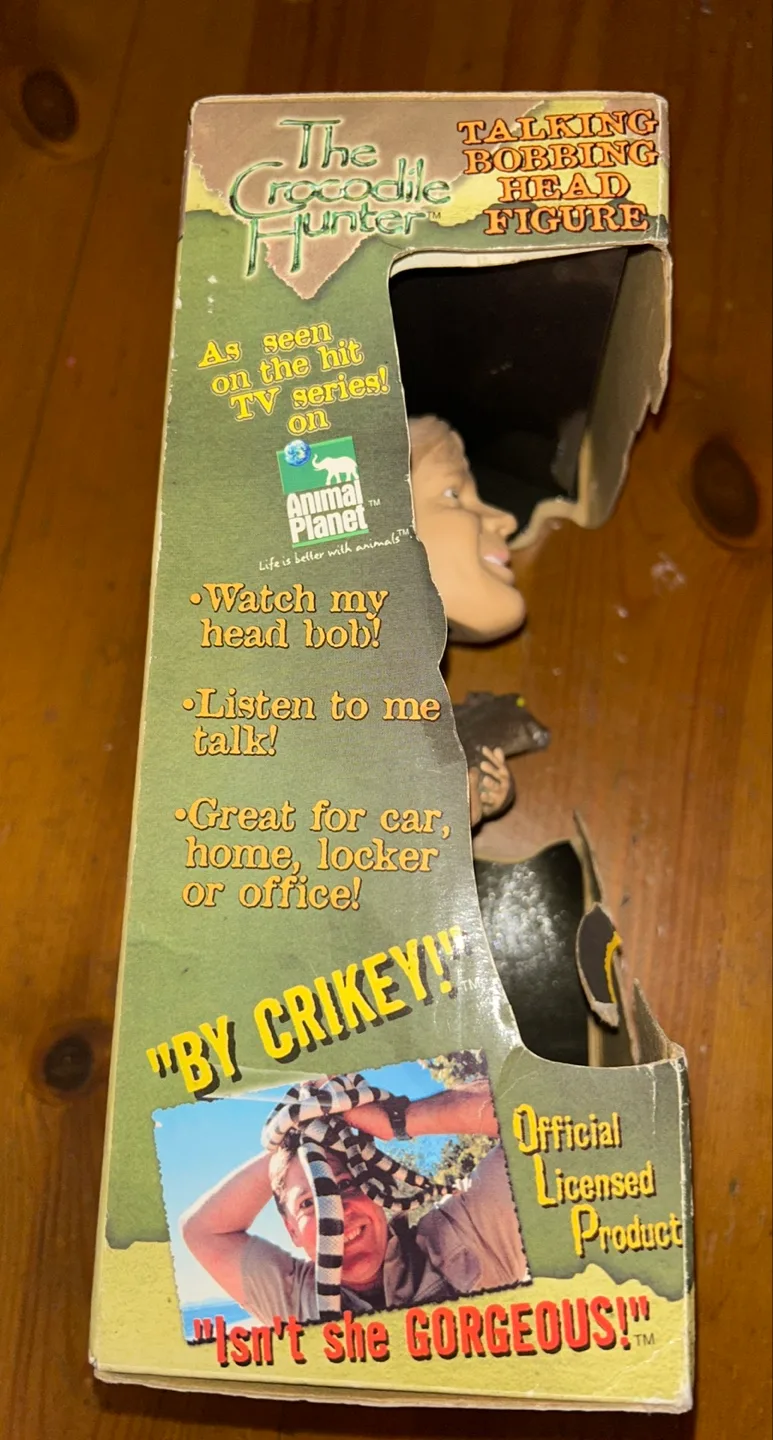 The
Crocodile
Hunter™
TALKING
BOBBING
HEAD
FIGURE
As seen
on the hit
TV series!
on
Animal
Planet™
Life is better with animals™
•Watch my
head bob!
•Listen to me
talk!
•Great for car,
home, locker
or office!
"BY CRIKEY!"™
Official
Licensed
Product
"Isn't she GORGEOUS!"™